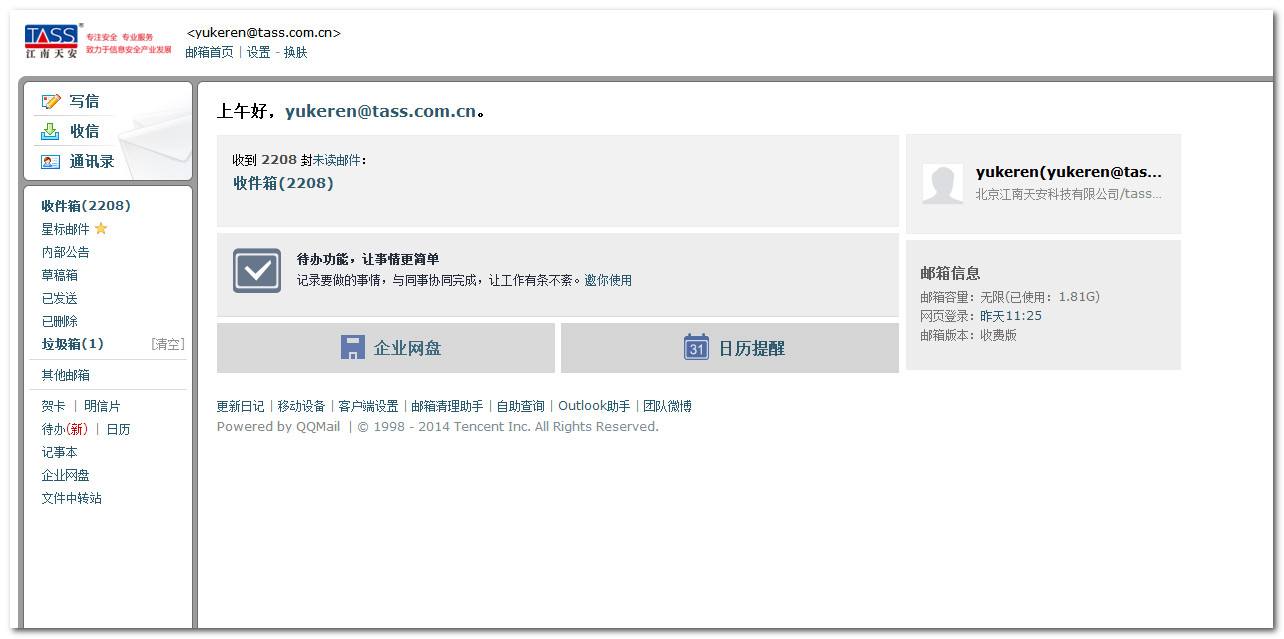 TASS
江南天安
专注安全 专业服务
致力于信息安全产业发展
<yukeren@tass.com.cn>
邮箱首页 | 设置 - 换肤
写信
收信
通讯录
收件箱(2208)
星标邮件
内部公告
草稿箱
已发送
已删除
垃圾箱(1) [清空]
其他邮箱
贺卡 | 明信片
待办(新) | 日历
记事本
企业网盘
文件中转站
上午好，yukeren@tass.com.cn。
收到 2208 封未读邮件：
收件箱(2208)
待办功能，让事情更简单
记录要做的事情，与同事协同完成，让工作有条不紊。邀你使用
企业网盘
31 日历提醒
yukeren(yukeren@tas...
北京江南天安科技有限公司/tass...
邮箱信息
邮箱容量：无限(已使用：1.81G)
网页登录：昨天11:25
邮箱版本：收费版
更新日记 | 移动设备 | 客户端设置 | 邮箱清理助手 | 自助查询 | Outlook助手 | 团队微博
Powered by QQMail | © 1998 - 2014 Tencent Inc. All Rights Reserved.